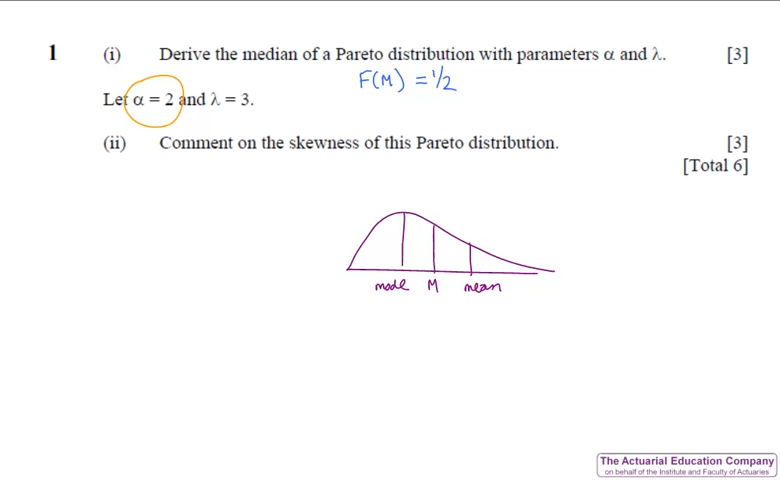 1 (i) Derive the median of a Pareto distribution with parameters α and λ. [3]
F(M) = 1/2
Let α = 2 and λ = 3.
(ii) Comment on the skewness of this Pareto distribution. [3]
[Total 6]
mode M mean
The Actuarial Education Company
on behalf of the Institute and Faculty of Actuaries